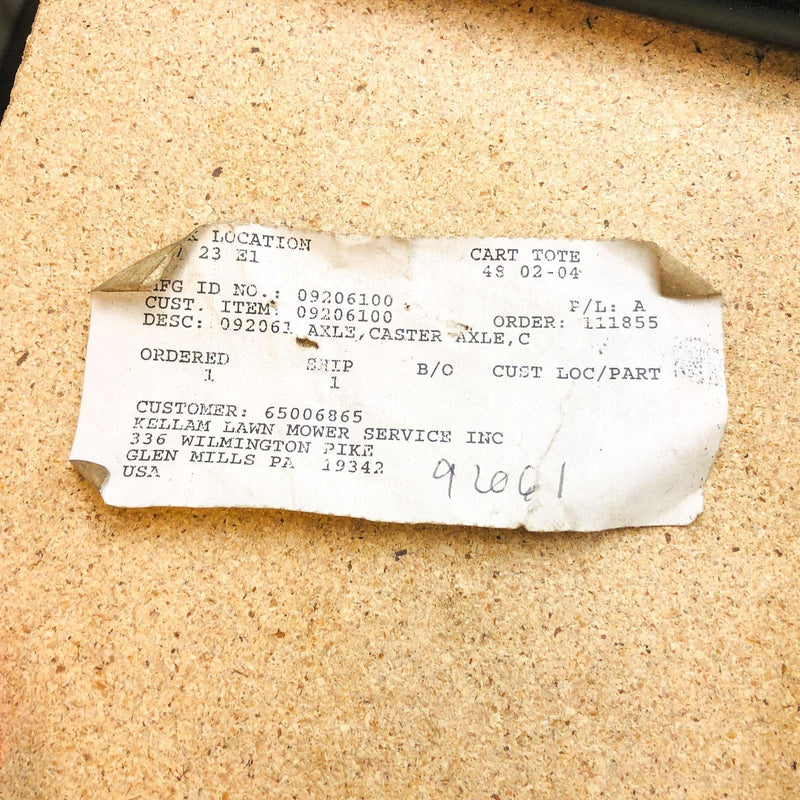 LOCATION CART TOTE
23 E1 48 02-04
MFG ID NO.: 09206100 P/L: A
CUST. ITEM: 09206100 ORDER: 111855
DESC: 092061 AXLE,CASTER AXLE,C
ORDERED SHIP B/O CUST LOC/PART
1 1
CUSTOMER: 65006865
KELLAM LAWN MOWER SERVICE INC
336 WILMINGTON PIKE
GLEN MILLS PA 19342
USA
92061